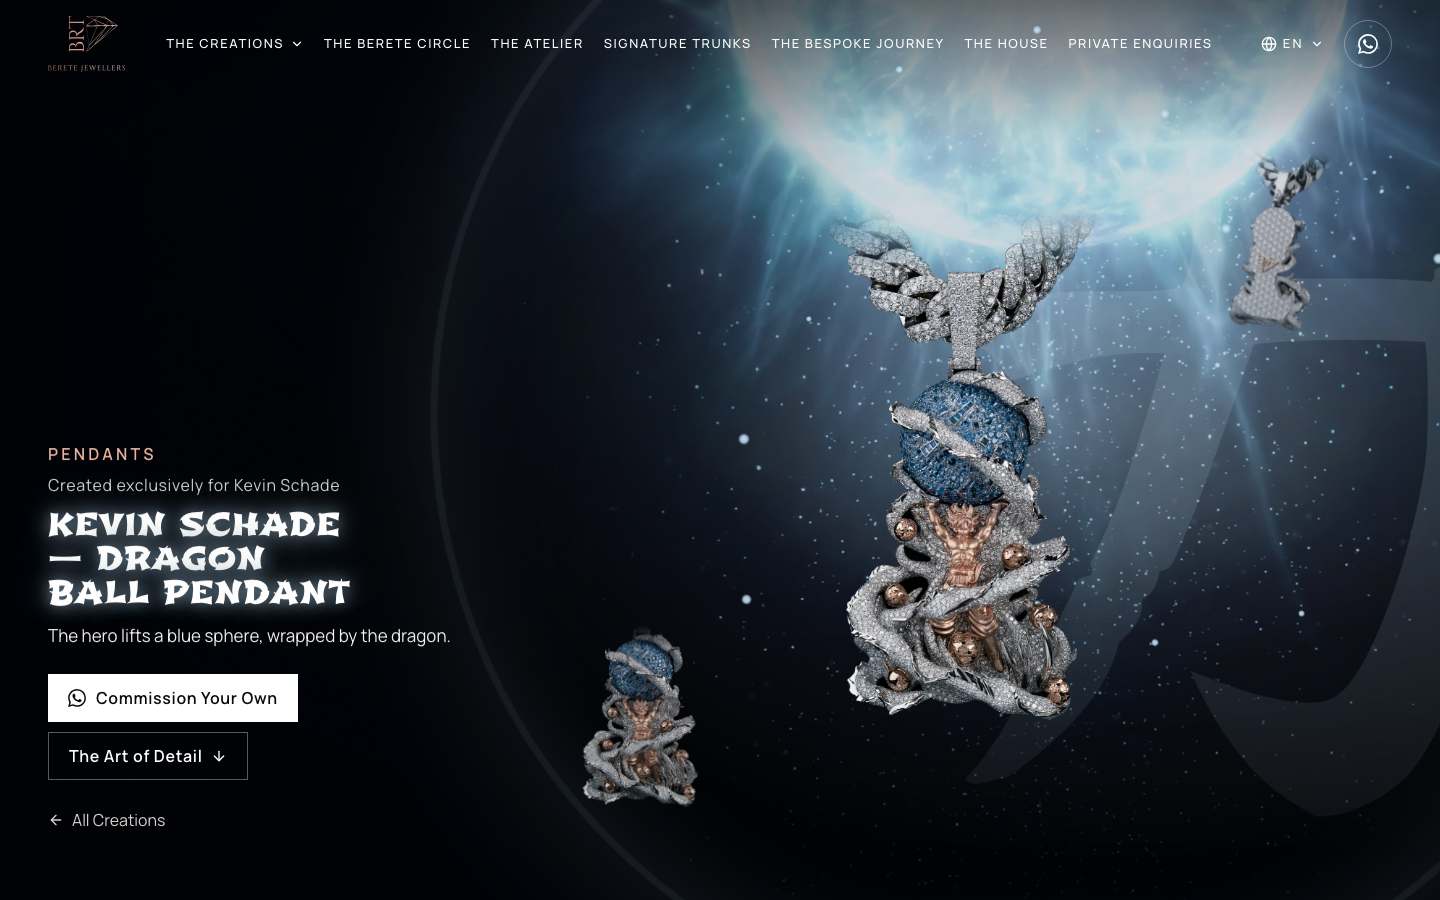 BRT
BERETE JEWELLERS
THE CREATIONS
THE BERETE CIRCLE
THE ATELIER
SIGNATURE TRUNKS
THE BESPOKE JOURNEY
THE HOUSE
PRIVATE ENQUIRIES
EN
PENDANTS
Created exclusively for Kevin Schade
KEVIN SCHADE
— DRAGON
BALL PENDANT
The hero lifts a blue sphere, wrapped by the dragon.
Commission Your Own
The Art of Detail ↓
← All Creations